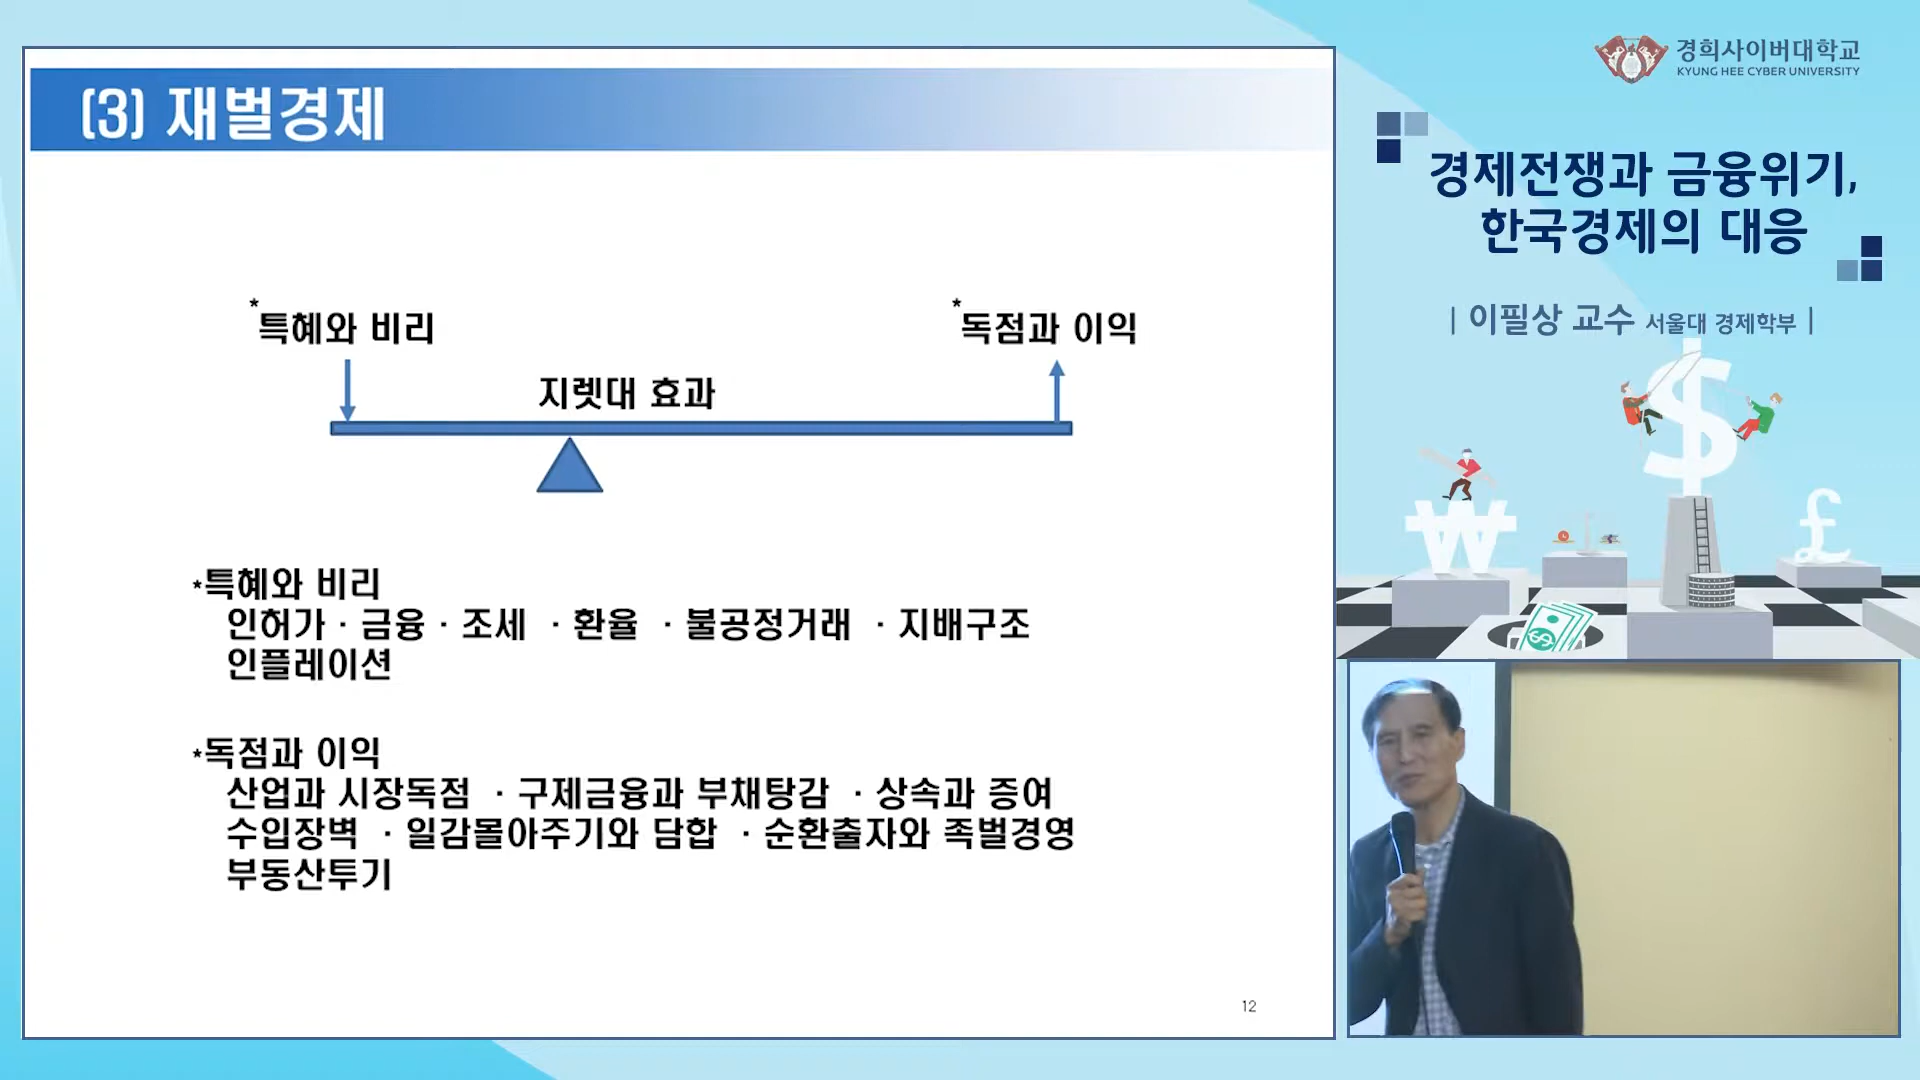 (3) 재벌경제
*특혜와 비리
*독점과 이익
지렛대 효과
*특혜와 비리
인허가 · 금융 · 조세 · 환율 · 불공정거래 · 지배구조
인플레이션
*독점과 이익
산업과 시장독점 · 구제금융과 부채탕감 · 상속과 증여
수입장벽 · 일감몰아주기와 담합 · 순환출자와 족벌경영
부동산투기
12
경희사이버대학교
KYUNG HEE CYBER UNIVERSITY
경제전쟁과 금융위기,
한국경제의 대응
| 이필상 교수 서울대 경제학부 |
$
₩
£
$